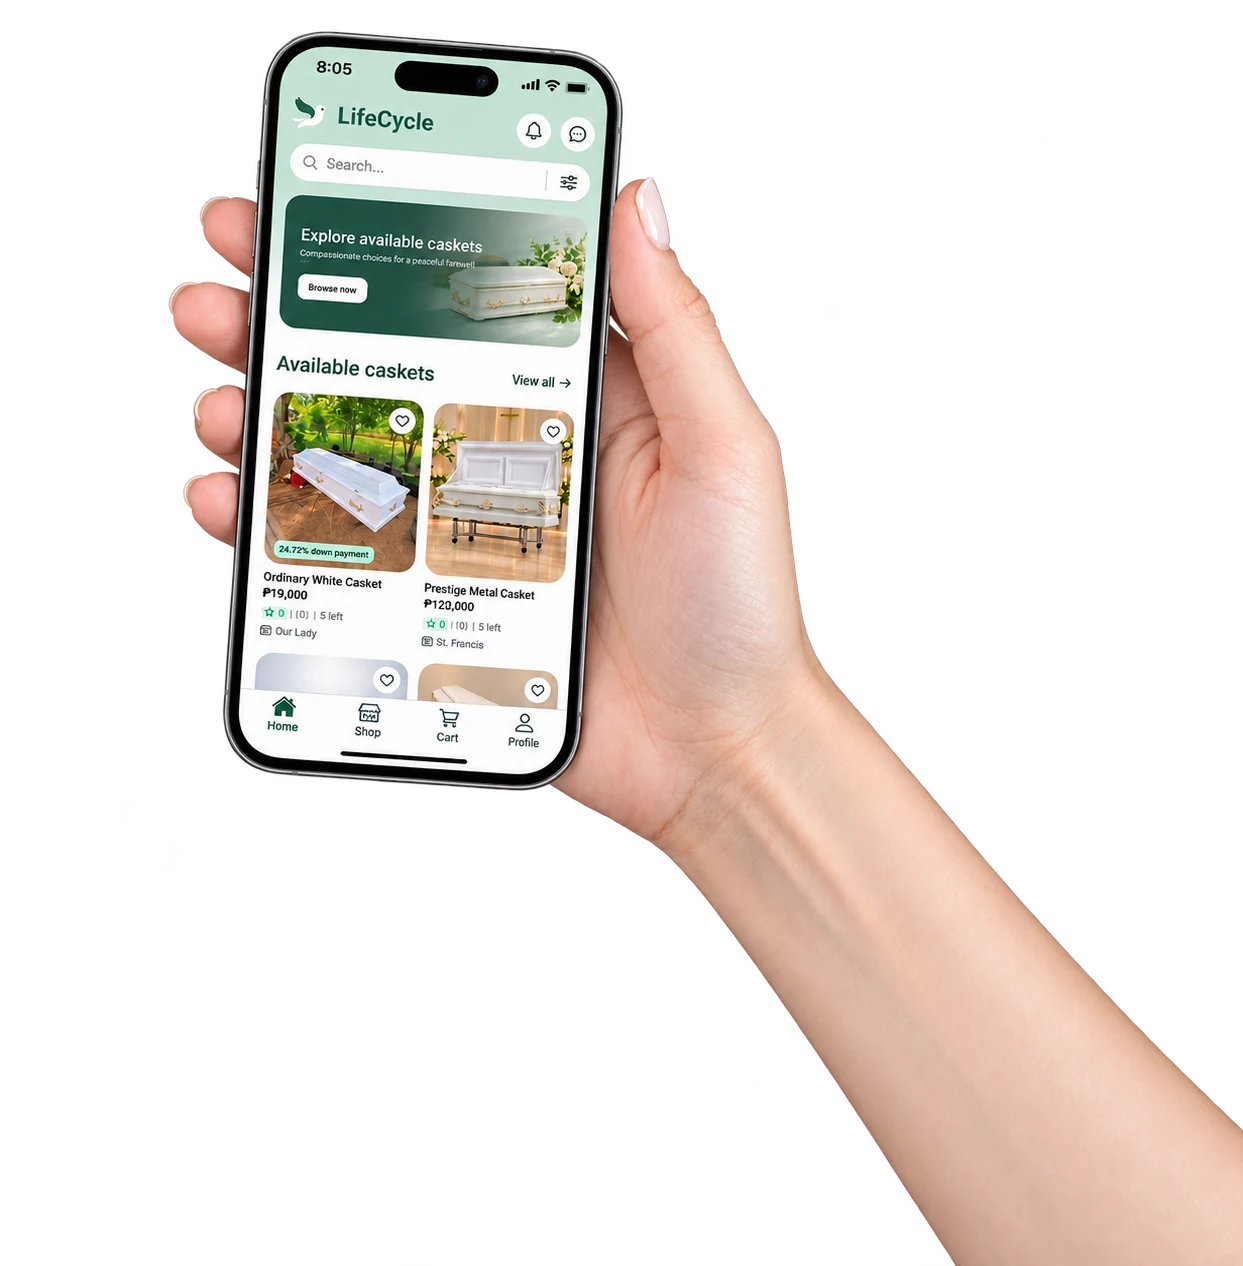 8:05
LifeCycle
Search...
Explore available caskets
Compassionate choices for a peaceful farewell
Browse now
Available caskets
View all →
24.72% down payment
Ordinary White Casket
₱19,000
0 | (0) | 5 left
Our Lady
Prestige Metal Casket
0 | (0) | 5 left
St. Francis
Home
Shop
Cart
Profile